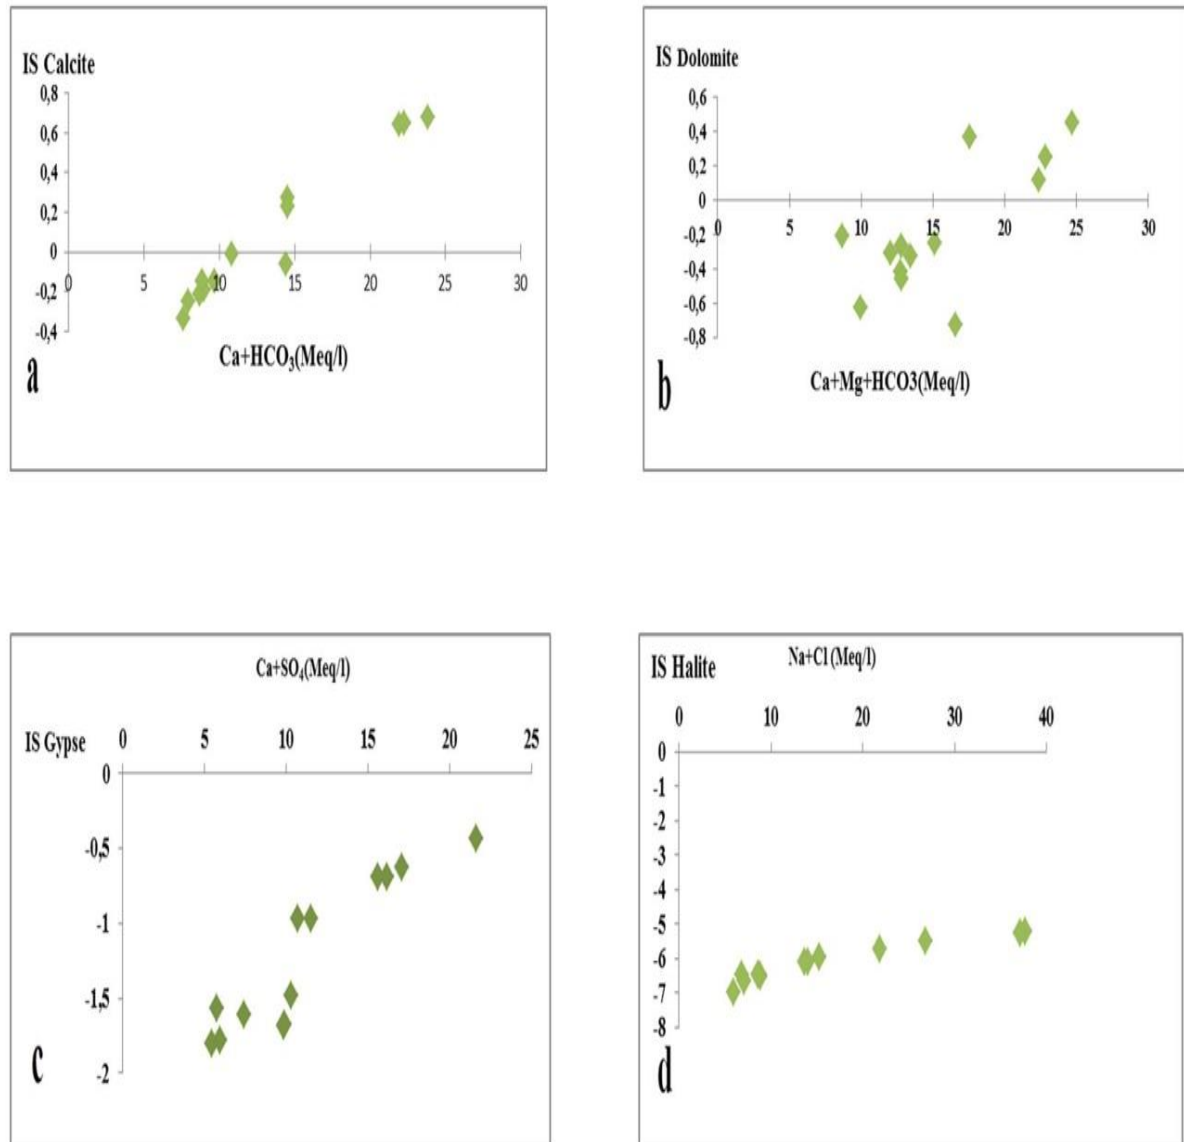 IS Calcite
0,8
0,6
0,4
0,2
0
-0,2
-0,4
0 5 10 15 20 25 30
Ca+HCO₃(Meq/l)
a
IS Dolomite
0,6
0,4
0,2
0
-0,2
-0,4
-0,6
-0,8
0 5 10 15 20 25 30
Ca+Mg+HCO3(Meq/l)
b
Ca+SO₄(Meq/l)
IS Gypse
0 5 10 15 20 25
0
-0,5
-1
-1,5
-2
c
IS Halite
Na+Cl(Meq/l)
0 10 20 30 40
0
-1
-2
-3
-4
-5
-6
-7
-8
d